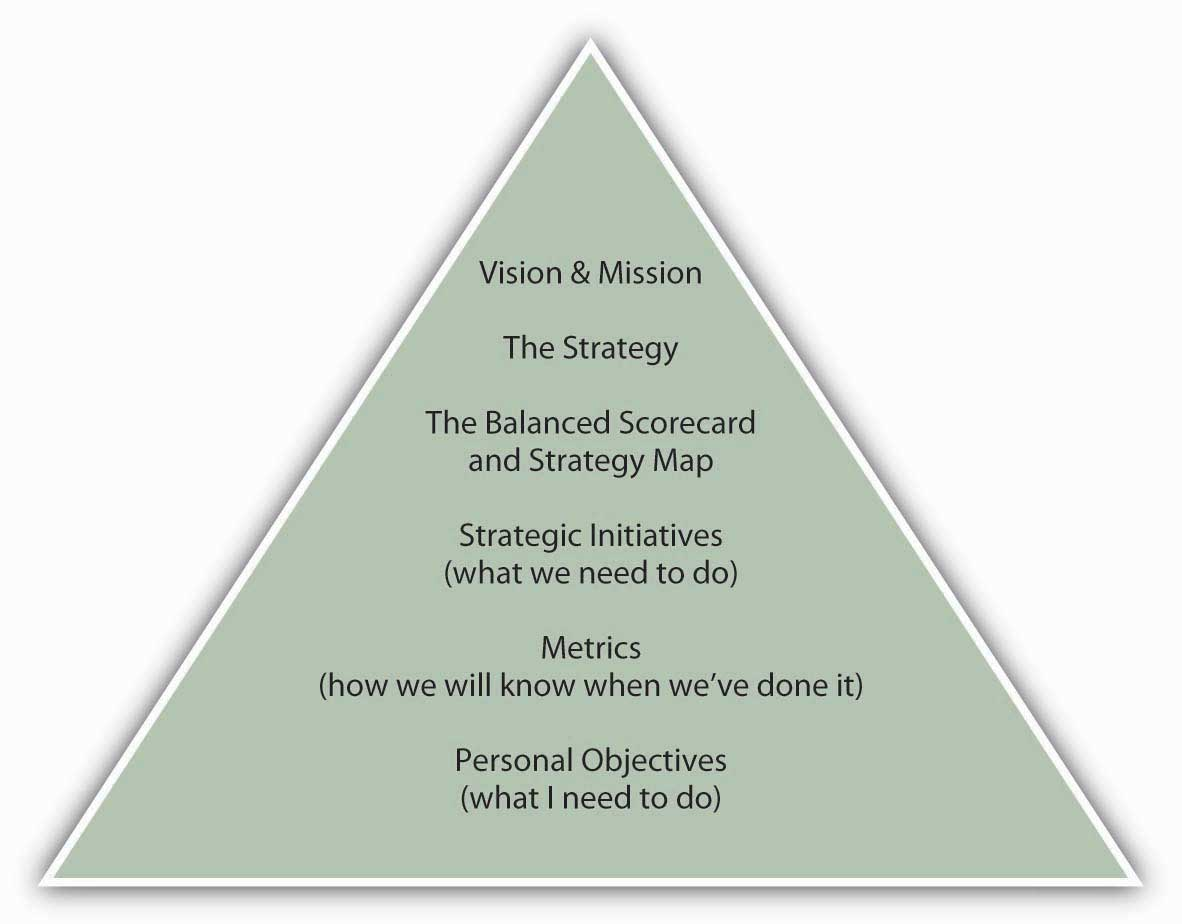 Vision & Mission
The Strategy
The Balanced Scorecard
and Strategy Map
Strategic Initiatives
(what we need to do)
Metrics
(how we will know when we’ve done it)
Personal Objectives
(what I need to do)